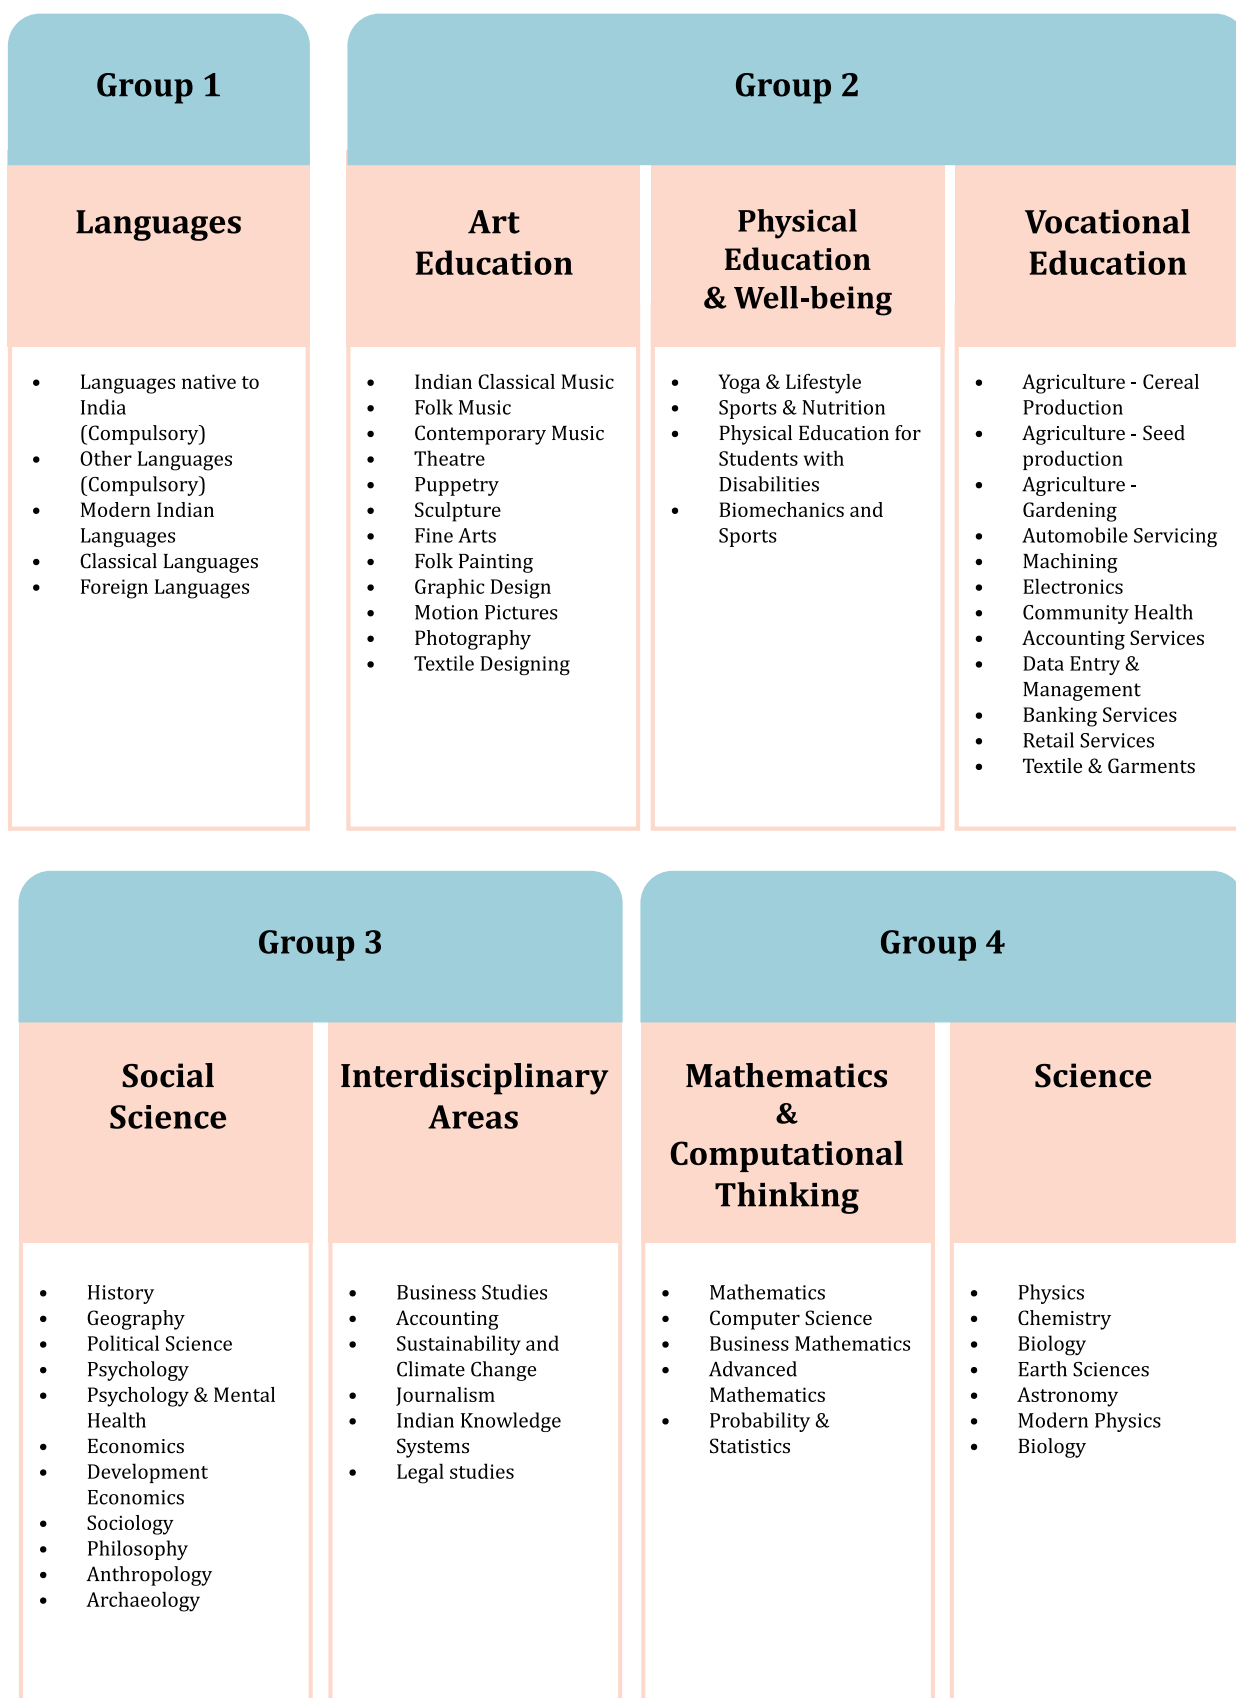 Group 1
Languages
• Languages native to
India
(Compulsory)
• Other Languages
(Compulsory)
• Modern Indian
Languages
• Classical Languages
• Foreign Languages
Group 2
Art
Education
• Indian Classical Music
• Folk Music
• Contemporary Music
• Theatre
• Puppetry
• Sculpture
• Fine Arts
• Folk Painting
• Graphic Design
• Motion Pictures
• Photography
• Textile Designing
Physical
Education
& Well-being
• Yoga & Lifestyle
• Sports & Nutrition
• Physical Education for
Students with
Disabilities
• Biomechanics and
Sports
Vocational
Education
• Agriculture - Cereal
Production
• Agriculture - Seed
production
• Agriculture -
Gardening
• Automobile Servicing
• Machining
• Electronics
• Community Health
• Accounting Services
• Data Entry &
Management
• Banking Services
• Retail Services
• Textile & Garments
Group 3
Social
Science
• History
• Geography
• Political Science
• Psychology
• Psychology & Mental
Health
• Economics
• Development
Economics
• Sociology
• Philosophy
• Anthropology
• Archaeology
Interdisciplinary
Areas
• Business Studies
• Accounting
• Sustainability and
Climate Change
• Journalism
• Indian Knowledge
Systems
• Legal studies
Group 4
Mathematics
&
Computational
Thinking
• Mathematics
• Computer Science
• Business Mathematics
• Advanced
Mathematics
• Probability &
Statistics
Science
• Physics
• Chemistry
• Biology
• Earth Sciences
• Astronomy
• Modern Physics
• Biology